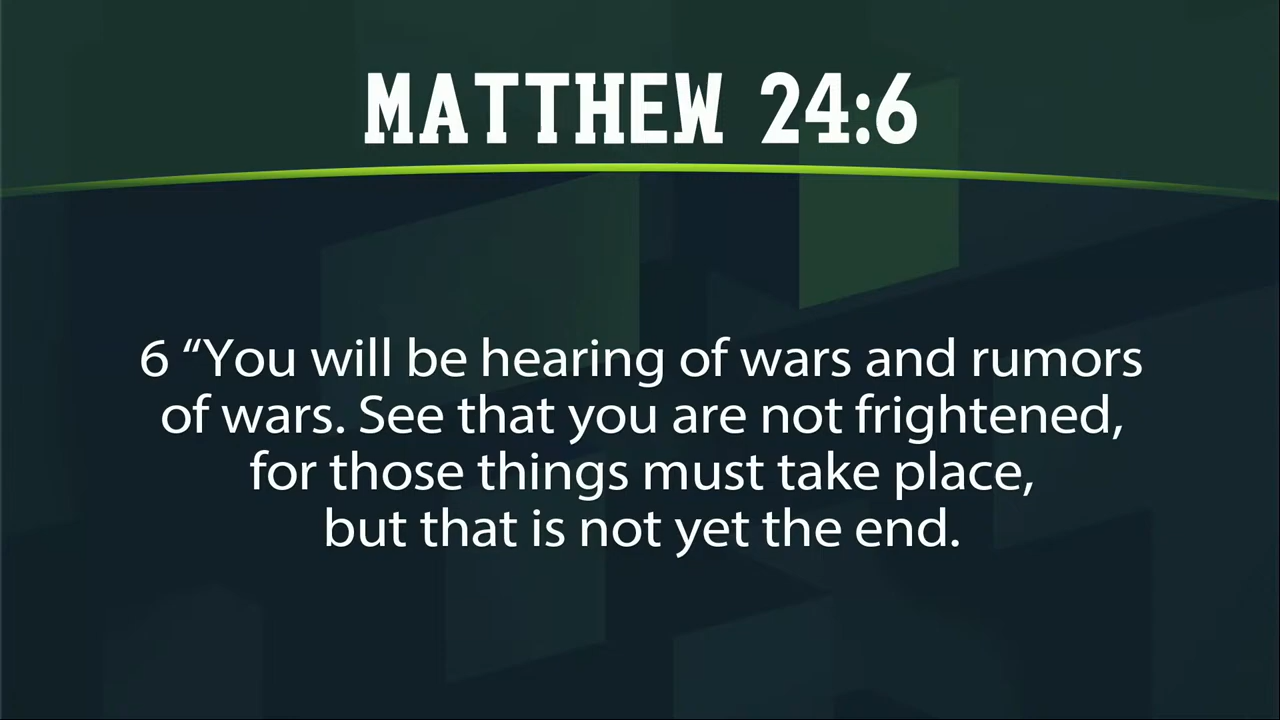 MATTHEW 24:6
6 “You will be hearing of wars and rumors
of wars. See that you are not frightened,
for those things must take place,
but that is not yet the end.